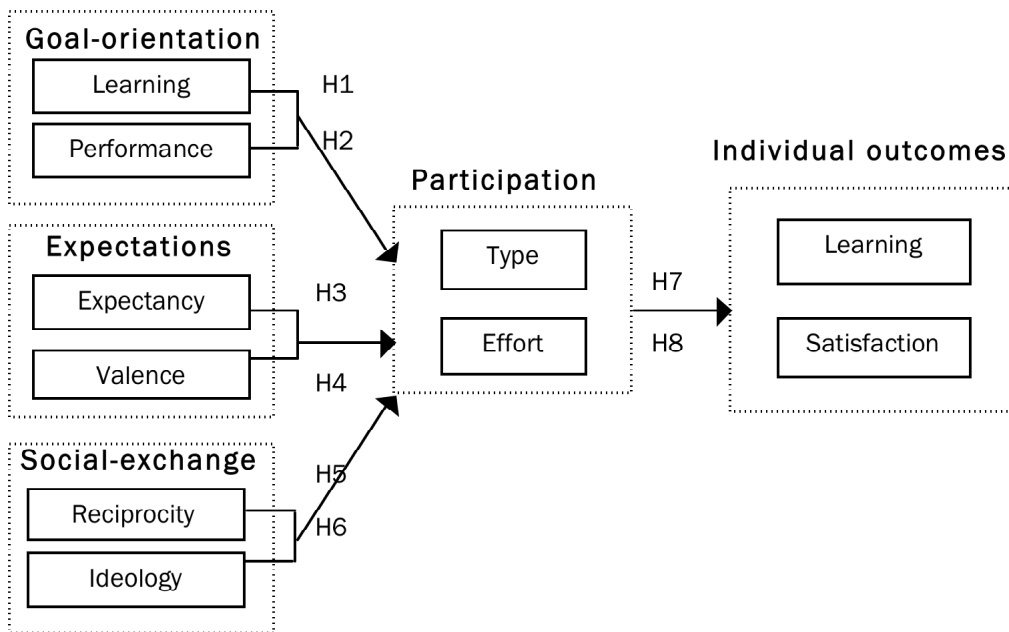 Goal-orientation
Learning
Performance
H1
H2
Expectations
Expectancy
Valence
H3
H4
Social-exchange
Reciprocity
Ideology
H5
H6
Participation
Type
Effort
H7
H8
Individual outcomes
Learning
Satisfaction